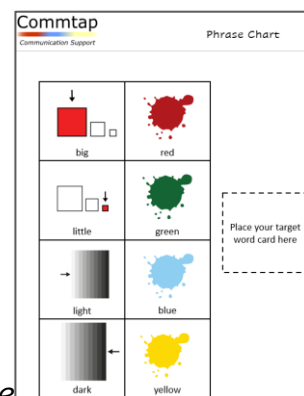 Commtap
Communication Support
Phrase Chart
big
red
little
green
Place your target
word card here
light
blue
dark
yellow
e